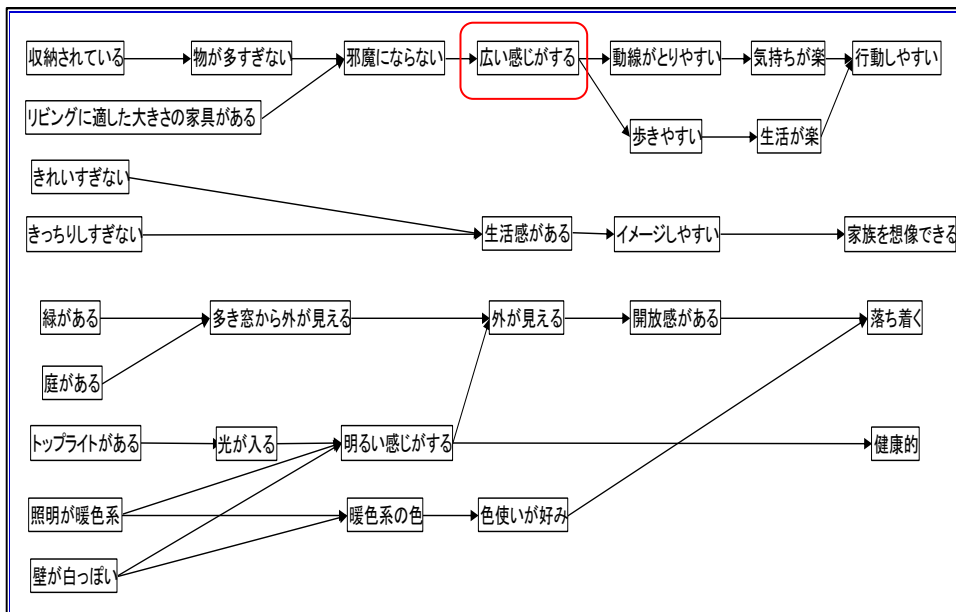 収納されている
物が多すぎない
邪魔にならない
広い感じがする
動線がとりやすい
気持ちが楽
行動しやすい
リビングに適した大きさの家具がある
歩きやすい
生活が楽
きれいすぎない
きっちりしすぎない
生活感がある
イメージしやすい
家族を想像できる
緑がある
多き窓から外が見える
外が見える
開放感がある
落ち着く
庭がある
トップライトがある
光が入る
明るい感じがする
健康的
照明が暖色系
暖色系の色
色使いが好み
壁が白っぽい